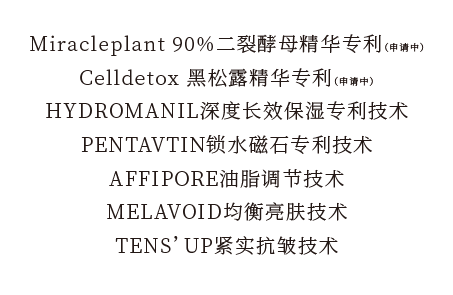 Miracleplant 90%二裂酵母精华专利(申请中)
Celldetox 黑松露精华专利(申请中)
HYDROMANIL深度长效保湿专利技术
PENTAVTIN锁水磁石专利技术
AFFIPORE油脂调节技术
MELAVOID均衡亮肤技术
TENS’UP紧实抗皱技术